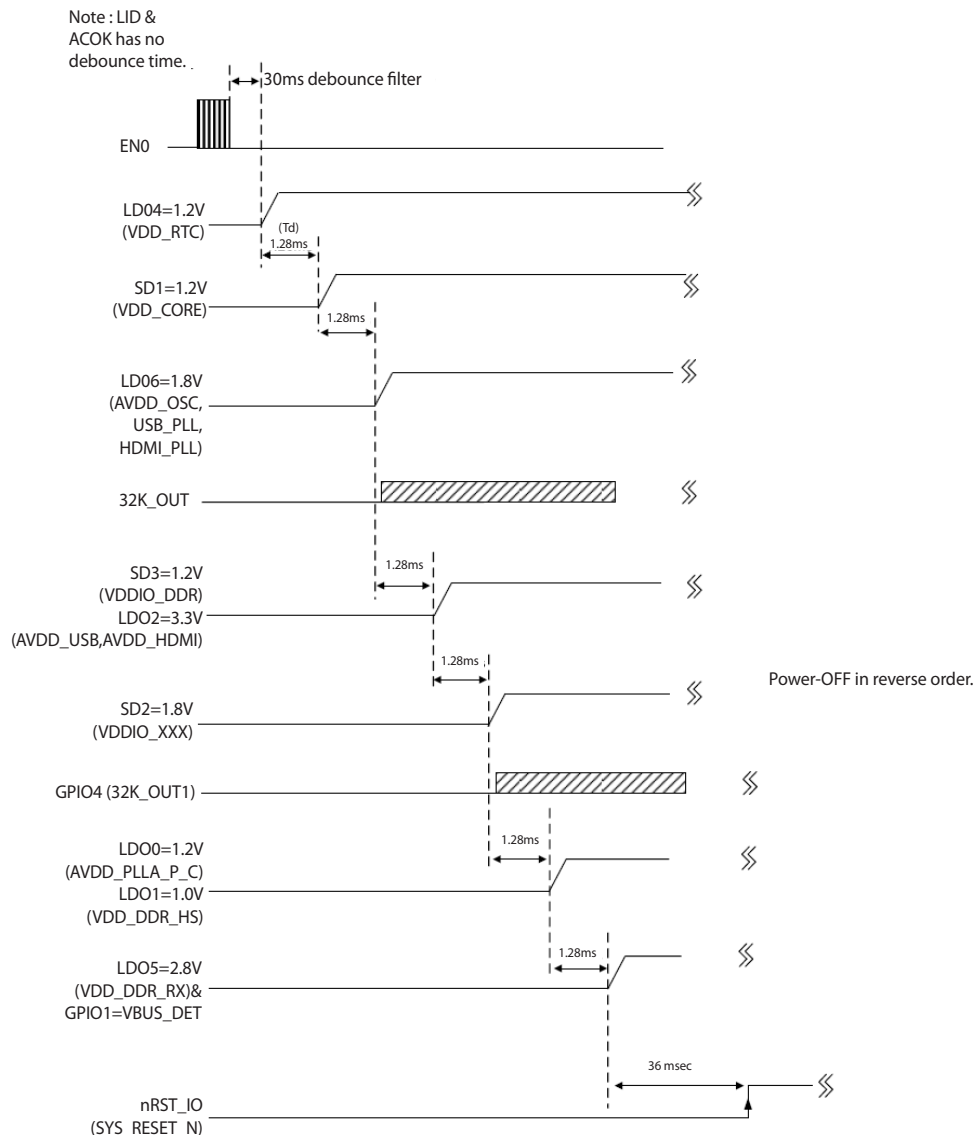 Note : LID &
ACOK has no
debounce time.
30ms debounce filter
EN0
LD04=1.2V
(VDD_RTC)
(Td)
1.28ms
SD1=1.2V
(VDD_CORE)
1.28ms
LD06=1.8V
(AVDD_OSC,
USB_PLL,
HDMI_PLL)
32K_OUT
SD3=1.2V
(VDDIO_DDR)
LDO2=3.3V
(AVDD_USB,AVDD_HDMI)
1.28ms
1.28ms
Power-OFF in reverse order.
SD2=1.8V
(VDDIO_XXX)
GPIO4 (32K_OUT1)
1.28ms
LDO0=1.2V
(AVDD_PLLA_P_C)
LDO1=1.0V
(VDD_DDR_HS)
1.28ms
LDO5=2.8V
(VDD_DDR_RX)&
GPIO1=VBUS_DET
36 msec
nRST_IO
(SYS_RESET_N)